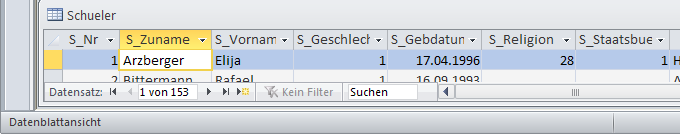 Schueler
S_Nr S_Zuname S_Vornam S_Geschlech S_Gebdatun S_Religion S_Staatsbue
1 Arzberger Elija 1 17.04.1996 28 1 H
2 Bittermann Rafael 1 16.09.1993
Datensatz: 1 von 153 Kein Filter Suchen
Datenblattansicht